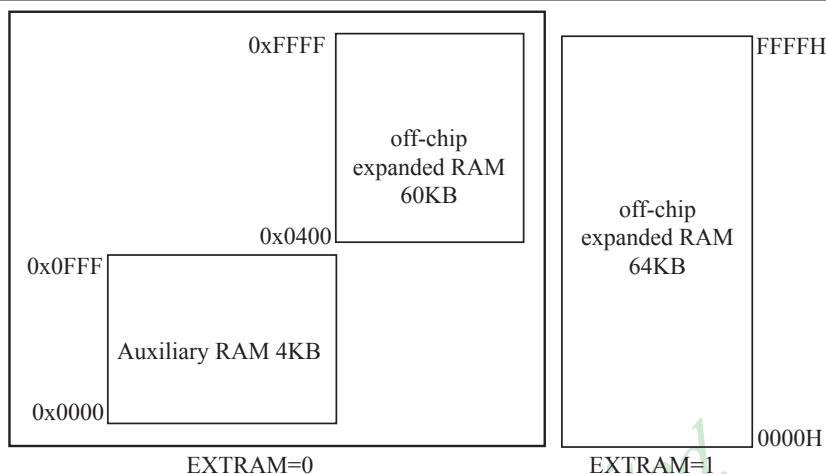 0xFFFF
off-chip
expanded RAM
60KB
0x0400
0x0FFF
Auxiliary RAM 4KB
0x0000
EXTRAM=0
FFFFH
off-chip
expanded RAM
64KB
0000H
EXTRAM=1